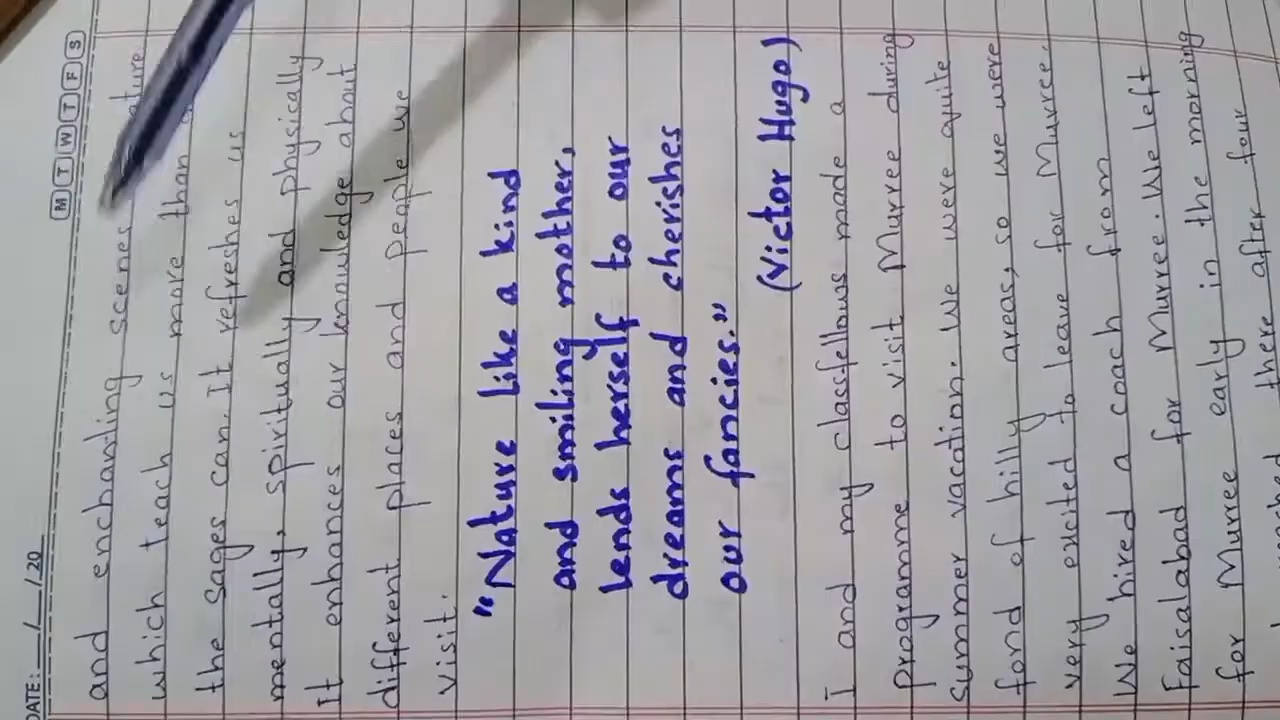 DATE: __/__/20
M T W T F S
and enchanting scenes
which teach us more than
the sages can. It refreshes us
mentally, spiritually and physically
It enhances our knowledge about
different places and people we
visit.
"Nature like a kind
and smiling mother,
lends herself to our
dreams and cherishes
our fancies."
(Victor Hugo)
I and my classfellows made a
programme to visit Murree during
Summer vacation. We were quite
fond of hilly areas, so we were
very excited to leave for Murree.
We hired a coach from
Faisalabad for Murree. We left
for Murree early in the morning
there after four